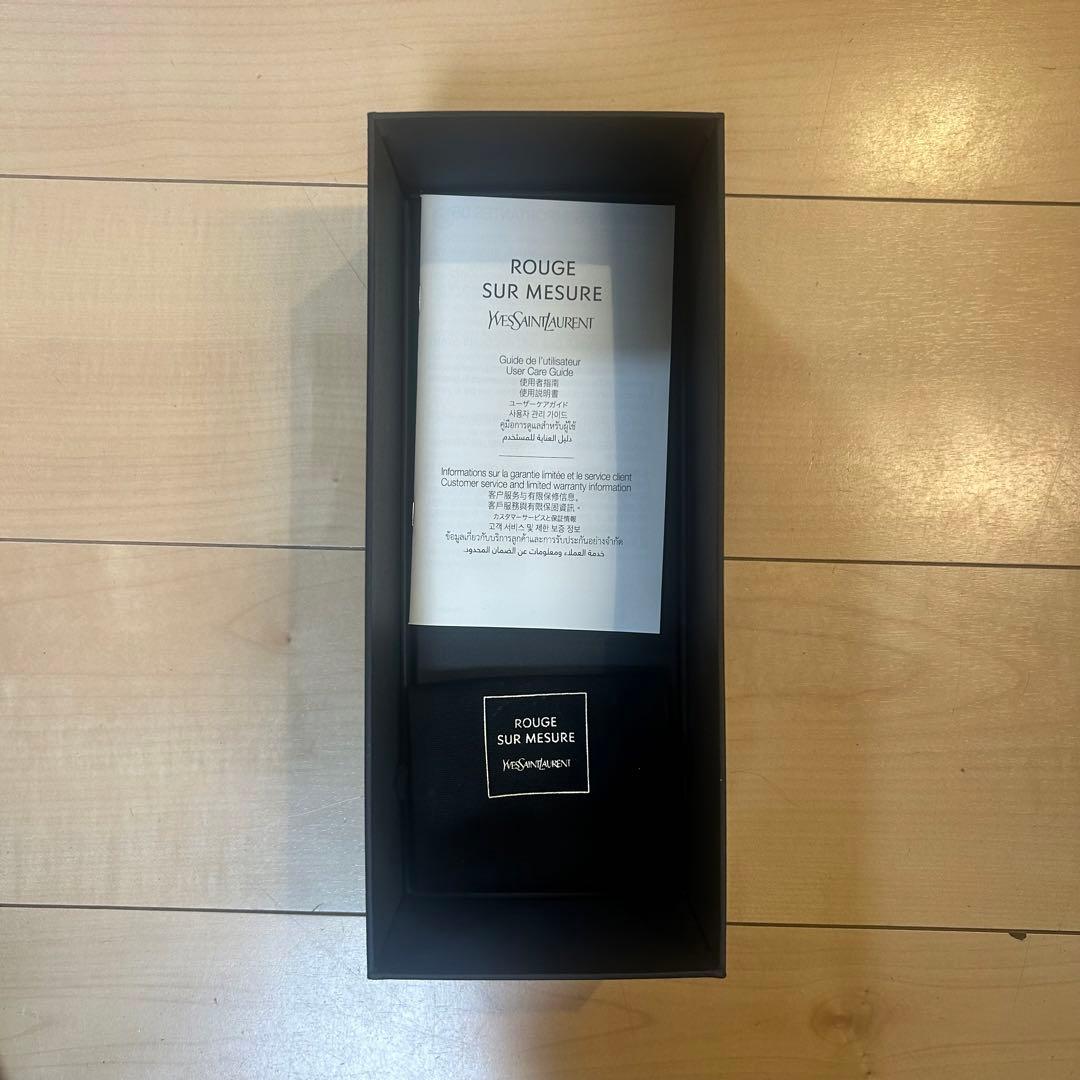 ROUGE
SUR MESURE
YVESSAINTLAURENT
Guide de l'utilisateur
User Care Guide
使用者指南
使用說明書
ユーザーケアガイド
사용자 관리 가이드
คู่มือการดูแลสำหรับผู้ใช้
دليل العناية للمستخدم
Informations sur la garantie limitée et le service client
Customer service and limited warranty information
客户服务与有限保修信息。
客戶服務與有限保固資訊。
カスタマーサービスと保証情報
고객 서비스 및 제한 보증 정보
ข้อมูลเกี่ยวกับบริการลูกค้าและการรับประกันอย่างจำกัด
خدمة العملاء ومعلومات عن الضمان المحدود.
ROUGE
SUR MESURE
YVESSAINTLAURENT